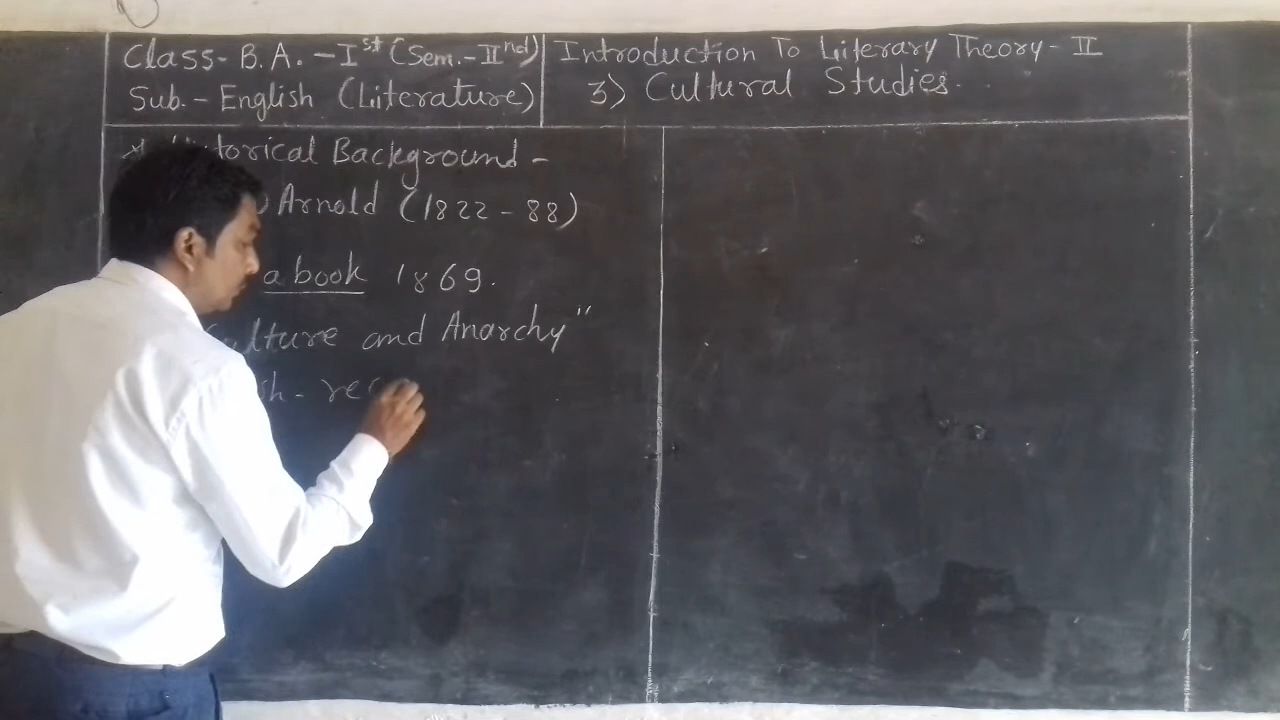 Class- B.A. - Ist (Sem.-IInd)
Sub. - English (Literature)
Introduction To Literary Theory - II
3) Cultural Studies.
Background -
Arnold (1822 - 88)
a book 1869.
and Anarchy"